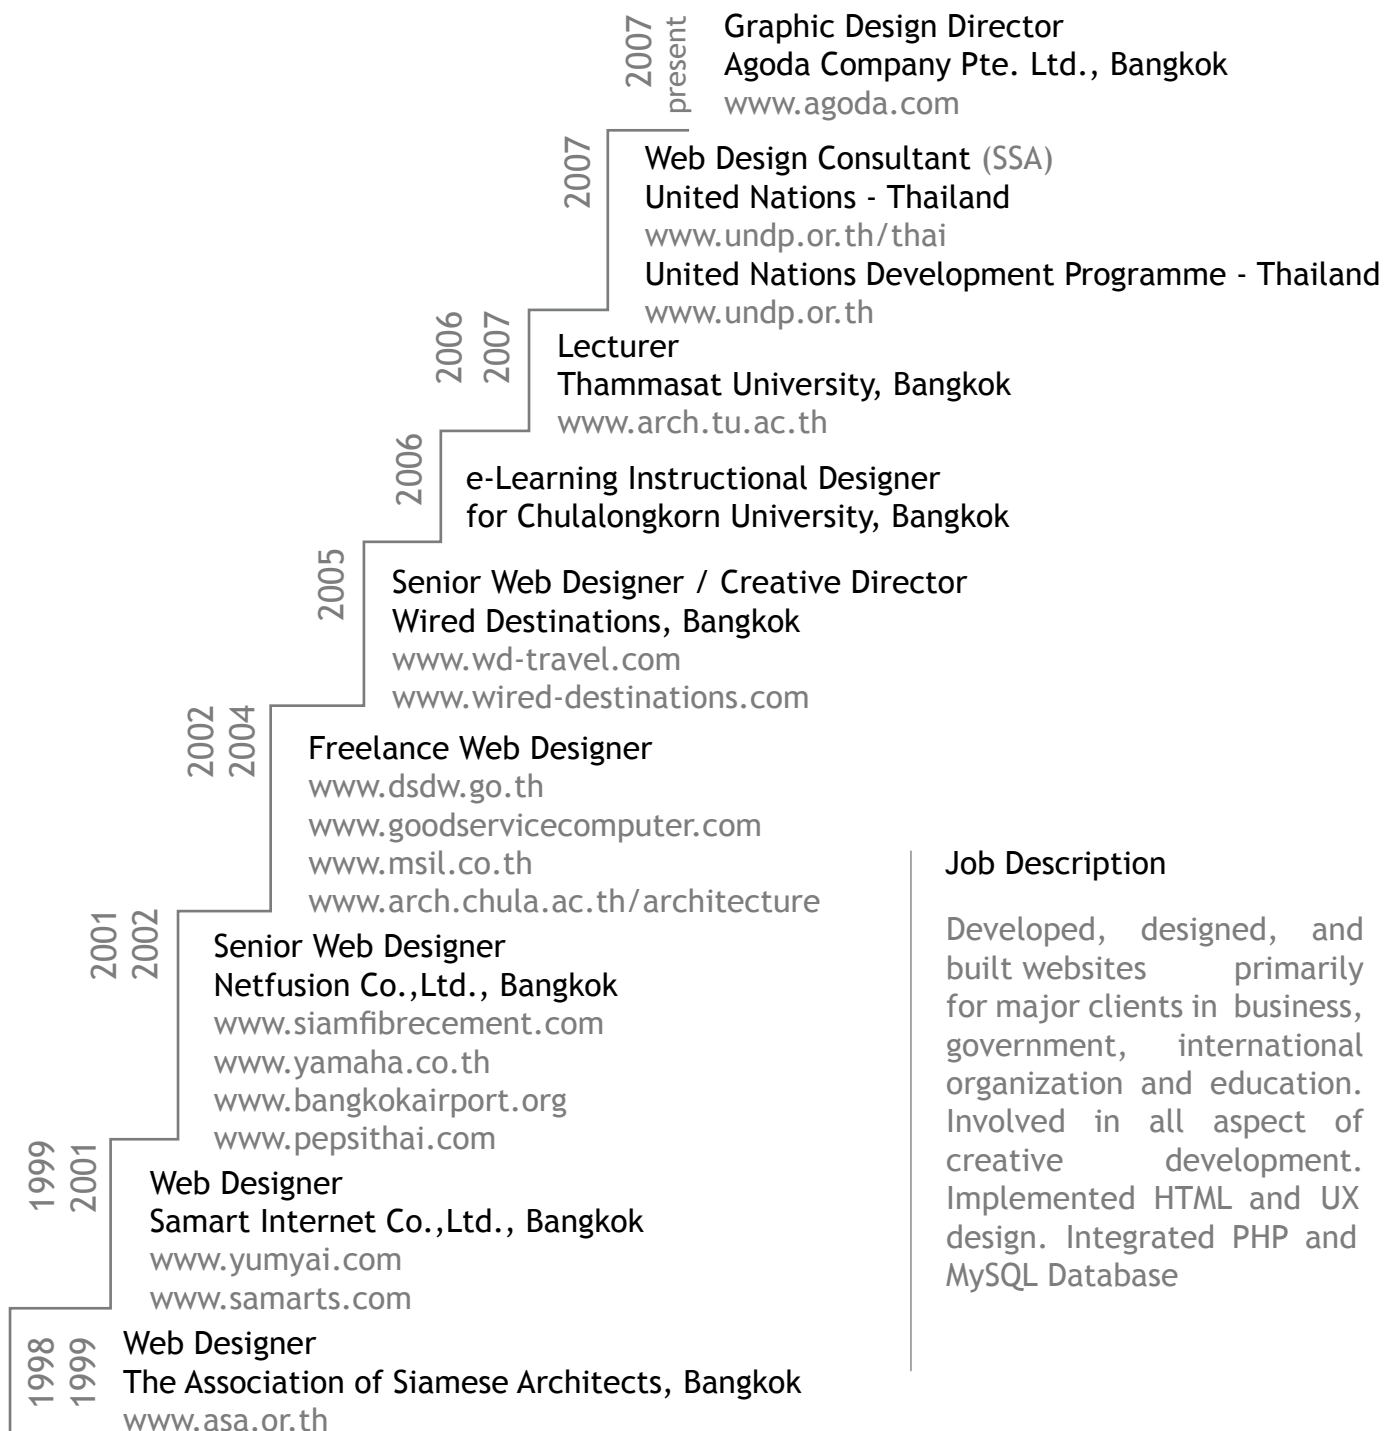 2007
present
Graphic Design Director
Agoda Company Pte. Ltd., Bangkok
www.agoda.com
2007
Web Design Consultant (SSA)
United Nations - Thailand
www.undp.or.th/thai
United Nations Development Programme - Thailand
www.undp.or.th
2006
2007
Lecturer
Thammasat University, Bangkok
www.arch.tu.ac.th
2006
e-Learning Instructional Designer
for Chulalongkorn University, Bangkok
2005
Senior Web Designer / Creative Director
Wired Destinations, Bangkok
www.wd-travel.com
www.wired-destinations.com
2002
2004
Freelance Web Designer
www.dsdw.go.th
www.goodservicecomputer.com
www.msil.co.th
www.arch.chula.ac.th/architecture
2001
2002
Senior Web Designer
Netfusion Co.,Ltd., Bangkok
www.siamfibrecement.com
www.yamaha.co.th
www.bangkokairport.org
www.pepsithai.com
1999
2001
Web Designer
Samart Internet Co.,Ltd., Bangkok
www.yumyai.com
www.samarts.com
1998
1999
Web Designer
The Association of Siamese Architects, Bangkok
www.asa.or.th
Job Description
Developed, designed, and
built websites primarily
for major clients in business,
government, international
organization and education.
Involved in all aspect of
creative development.
Implemented HTML and UX
design. Integrated PHP and
MySQL Database